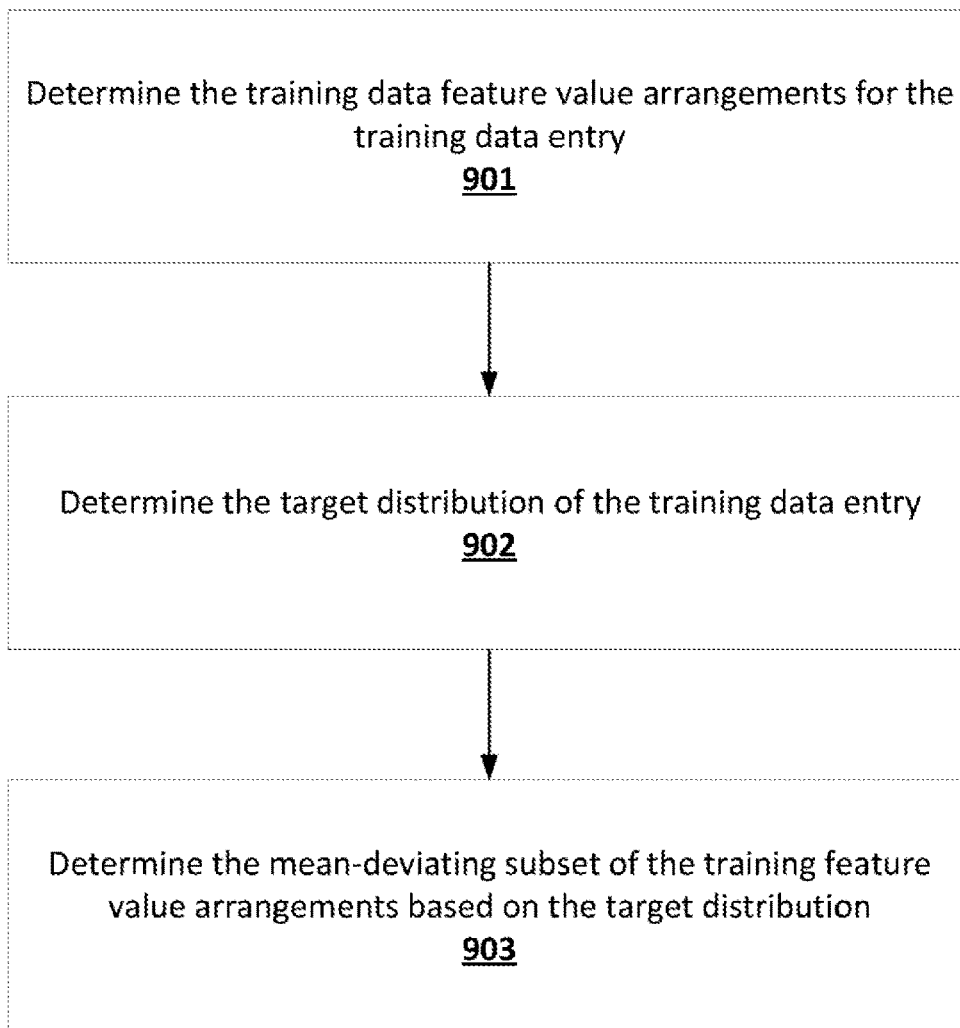 Determine the training data feature value arrangements for the
training data entry
901
Determine the target distribution of the training data entry
902
Determine the mean-deviating subset of the training feature
value arrangements based on the target distribution
903